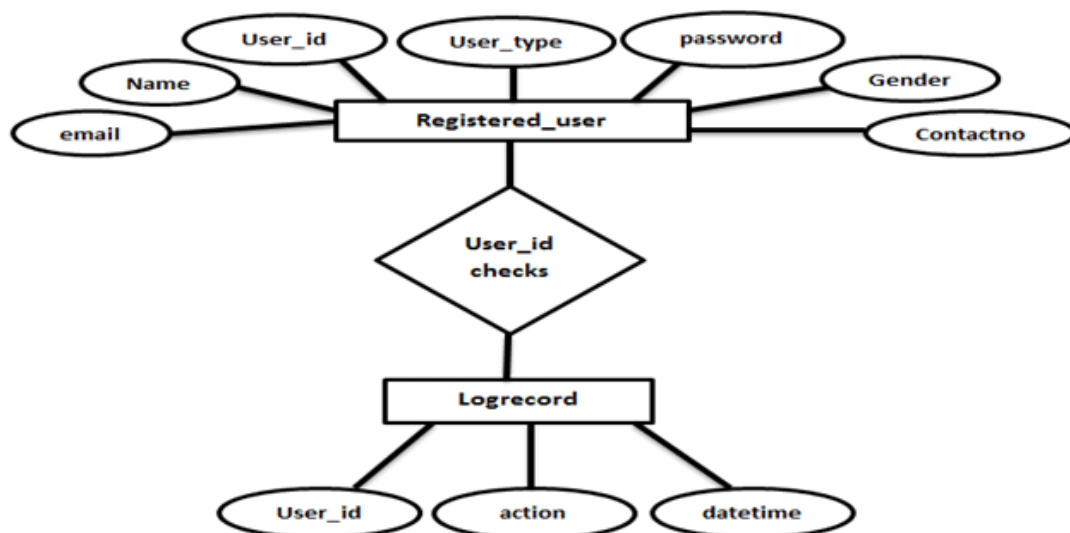 User_id
User_type
password
Name
Gender
email
Registered_user
Contactno
User_id
checks
Logrecord
User_id
action
datetime